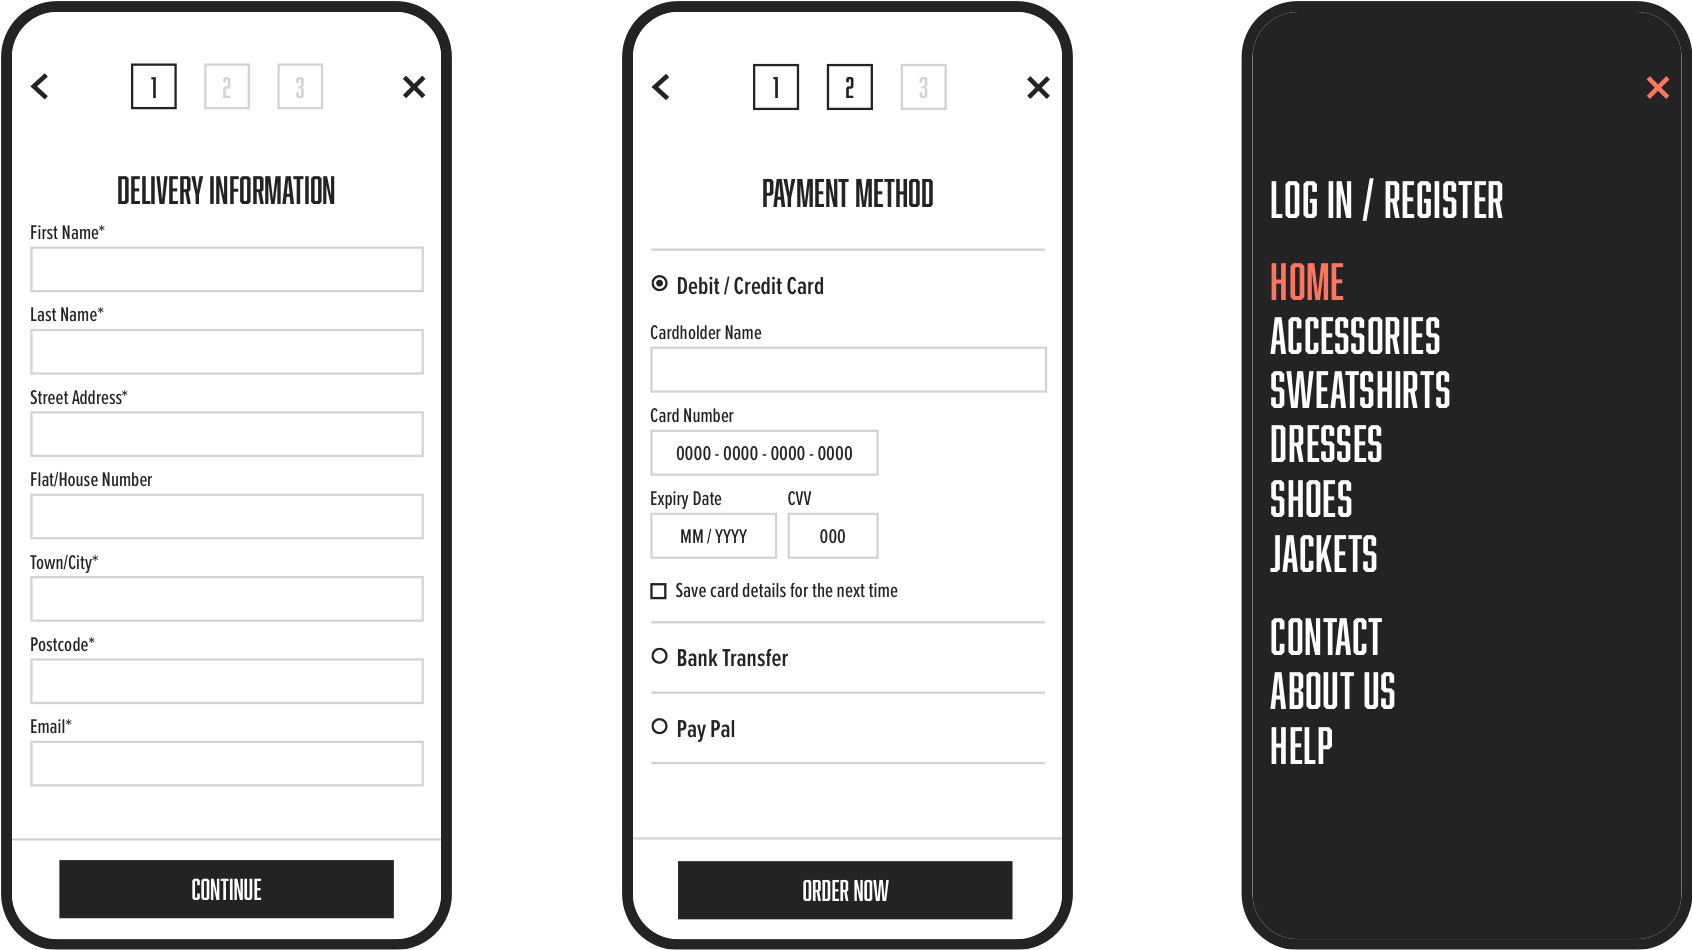 1 2 3
DELIVERY INFORMATION
First Name*
Last Name*
Street Address*
Flat/House Number
Town/City*
Postcode*
Email*
CONTINUE
1 2 3
PAYMENT METHOD
Debit / Credit Card
Cardholder Name
Card Number
0000 - 0000 - 0000 - 0000
Expiry Date CVV
MM / YYYY 000
Save card details for the next time
Bank Transfer
Pay Pal
ORDER NOW
LOG IN / REGISTER
HOME
ACCESSORIES
SWEATSHIRTS
DRESSES
SHOES
JACKETS
CONTACT
ABOUT US
HELP